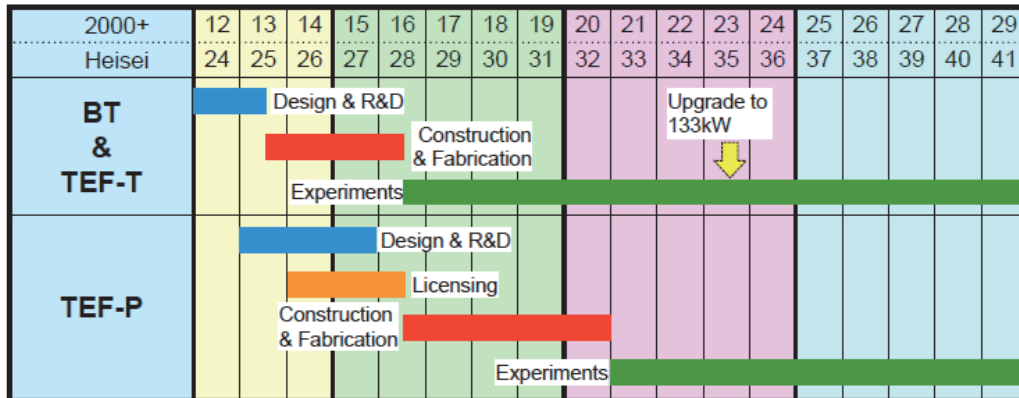 2000+ 12 13 14 15 16 17 18 19 20 21 22 23 24 25 26 27 28 29
Heisei 24 25 26 27 28 29 30 31 32 33 34 35 36 37 38 39 40 41
BT
&
TEF-T
Design & R&D
Construction
& Fabrication
Upgrade to
133kW
Experiments
TEF-P
Design & R&D
Licensing
Construction
& Fabrication
Experiments